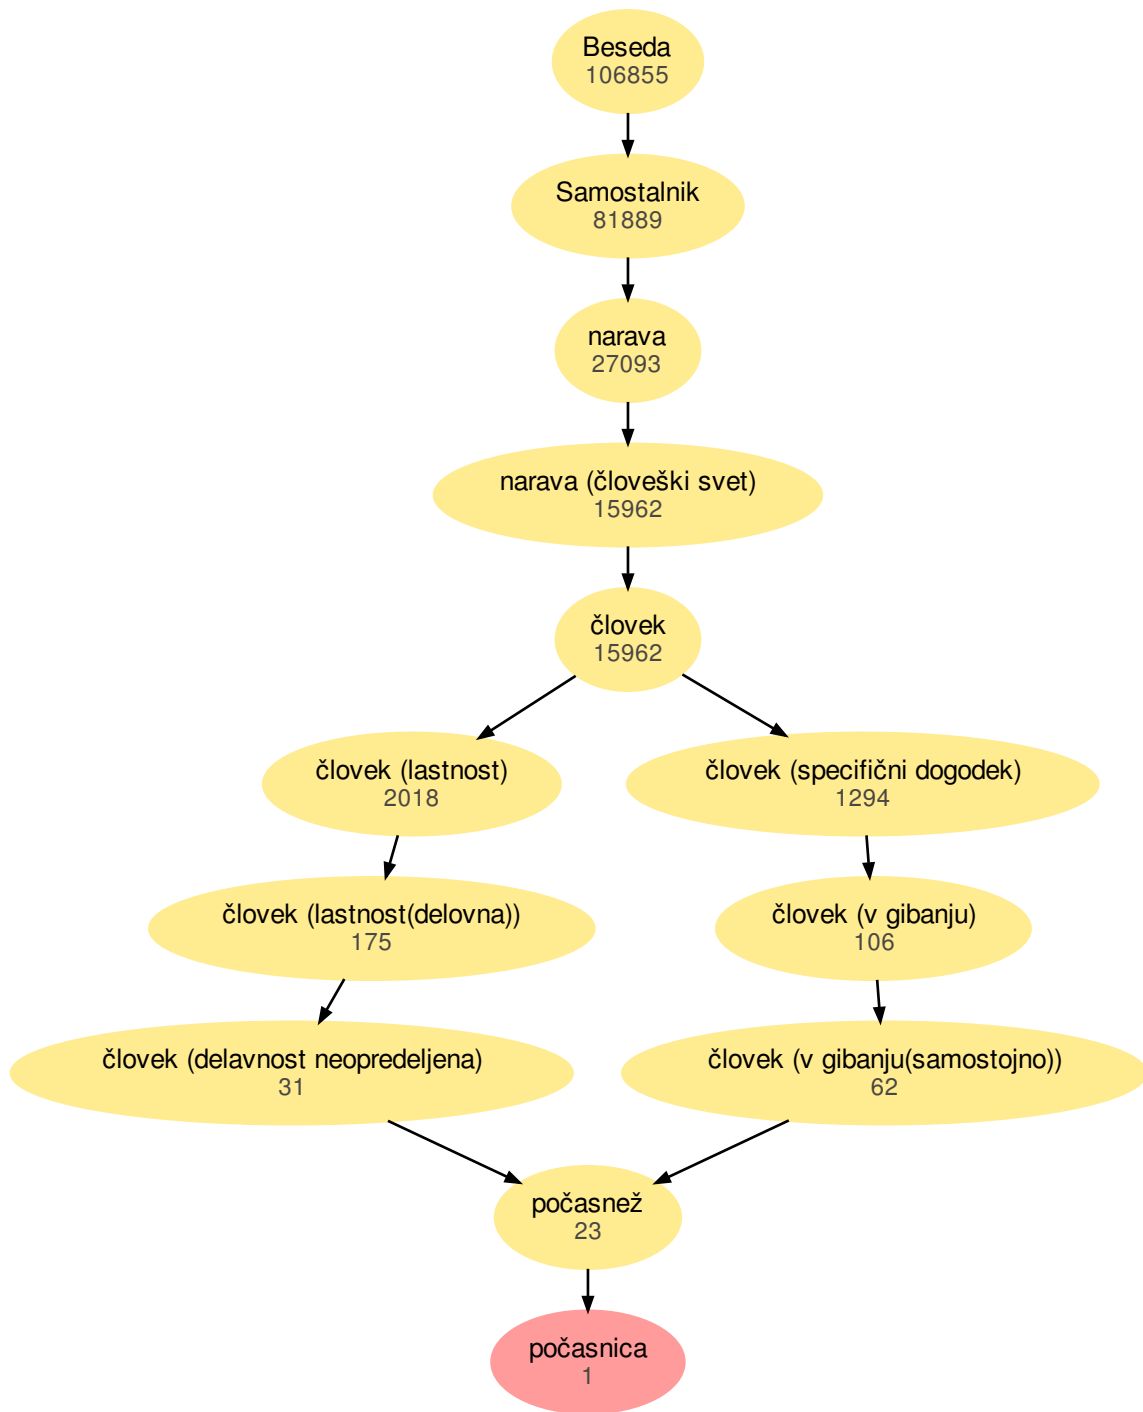 Beseda
106855
Samostalnik
81889
narava
27093
narava (človeški svet)
15962
človek
15962
človek (lastnost)
2018
človek (specifični dogodek)
1294
človek (lastnost(delovna))
175
človek (v gibanju)
106
človek (delavnost neopredeljena)
31
človek (v gibanju(samostojno))
62
počasnež
23
počasnica
1